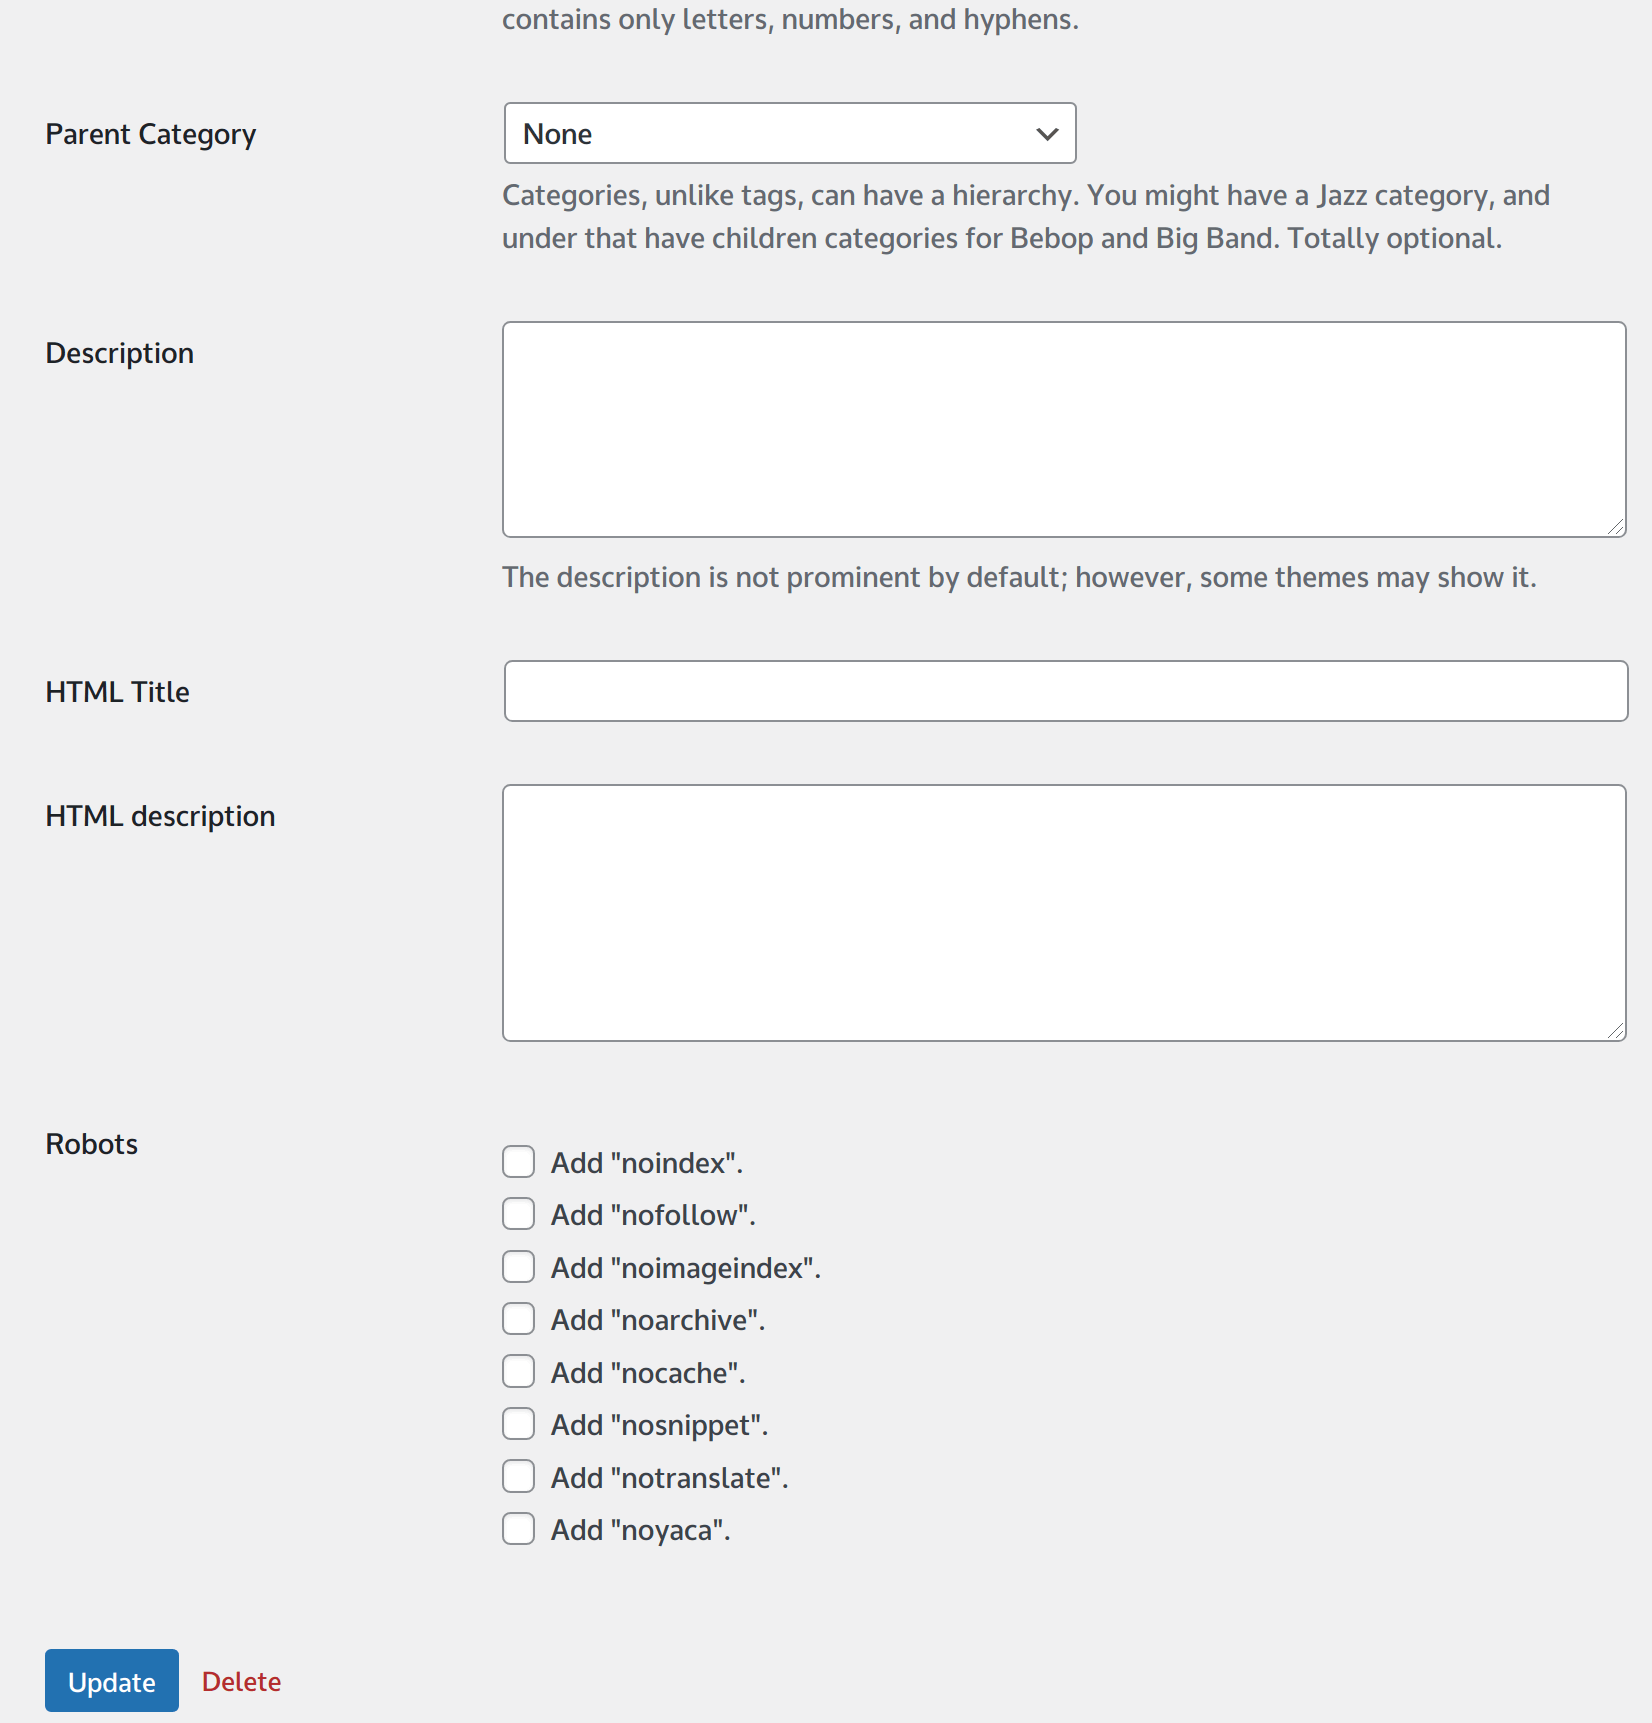 contains only letters, numbers, and hyphens.
Parent Category
None
Categories, unlike tags, can have a hierarchy. You might have a Jazz category, and
under that have children categories for Bebop and Big Band. Totally optional.
Description
The description is not prominent by default; however, some themes may show it.
HTML Title
HTML description
Robots
Add "noindex".
Add "nofollow".
Add "noimageindex".
Add "noarchive".
Add "nocache".
Add "nosnippet".
Add "notranslate".
Add "noyaca".
Update Delete